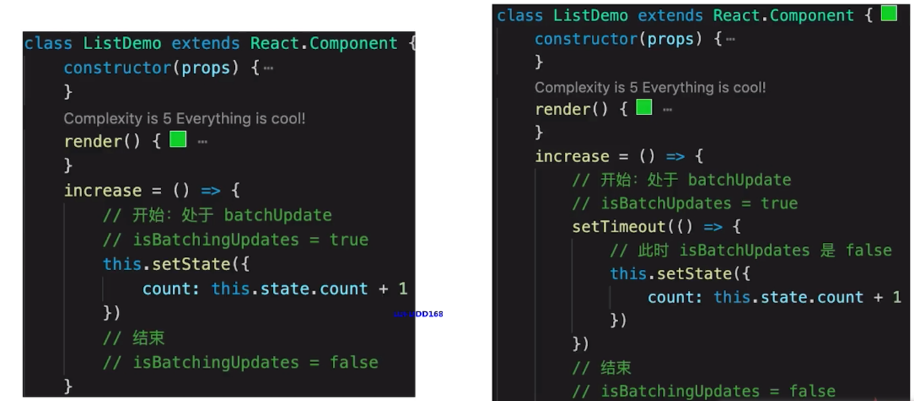 class ListDemo extends React.Component {
constructor(props) {…
}
Complexity is 5 Everything is cool!
render() { …
}
increase = () => {
// 开始：处于 batchUpdate
// isBatchingUpdates = true
this.setState({
count: this.state.count + 1
})
// 结束
// isBatchingUpdates = false
}
class ListDemo extends React.Component {
constructor(props) {…
}
Complexity is 5 Everything is cool!
render() { …
}
increase = () => {
// 开始：处于 batchUpdate
// isBatchUpdates = true
setTimeout(() => {
// 此时 isBatchUpdates 是 false
this.setState({
count: this.state.count + 1
})
})
// 结束
// isBatchingUpdates = false